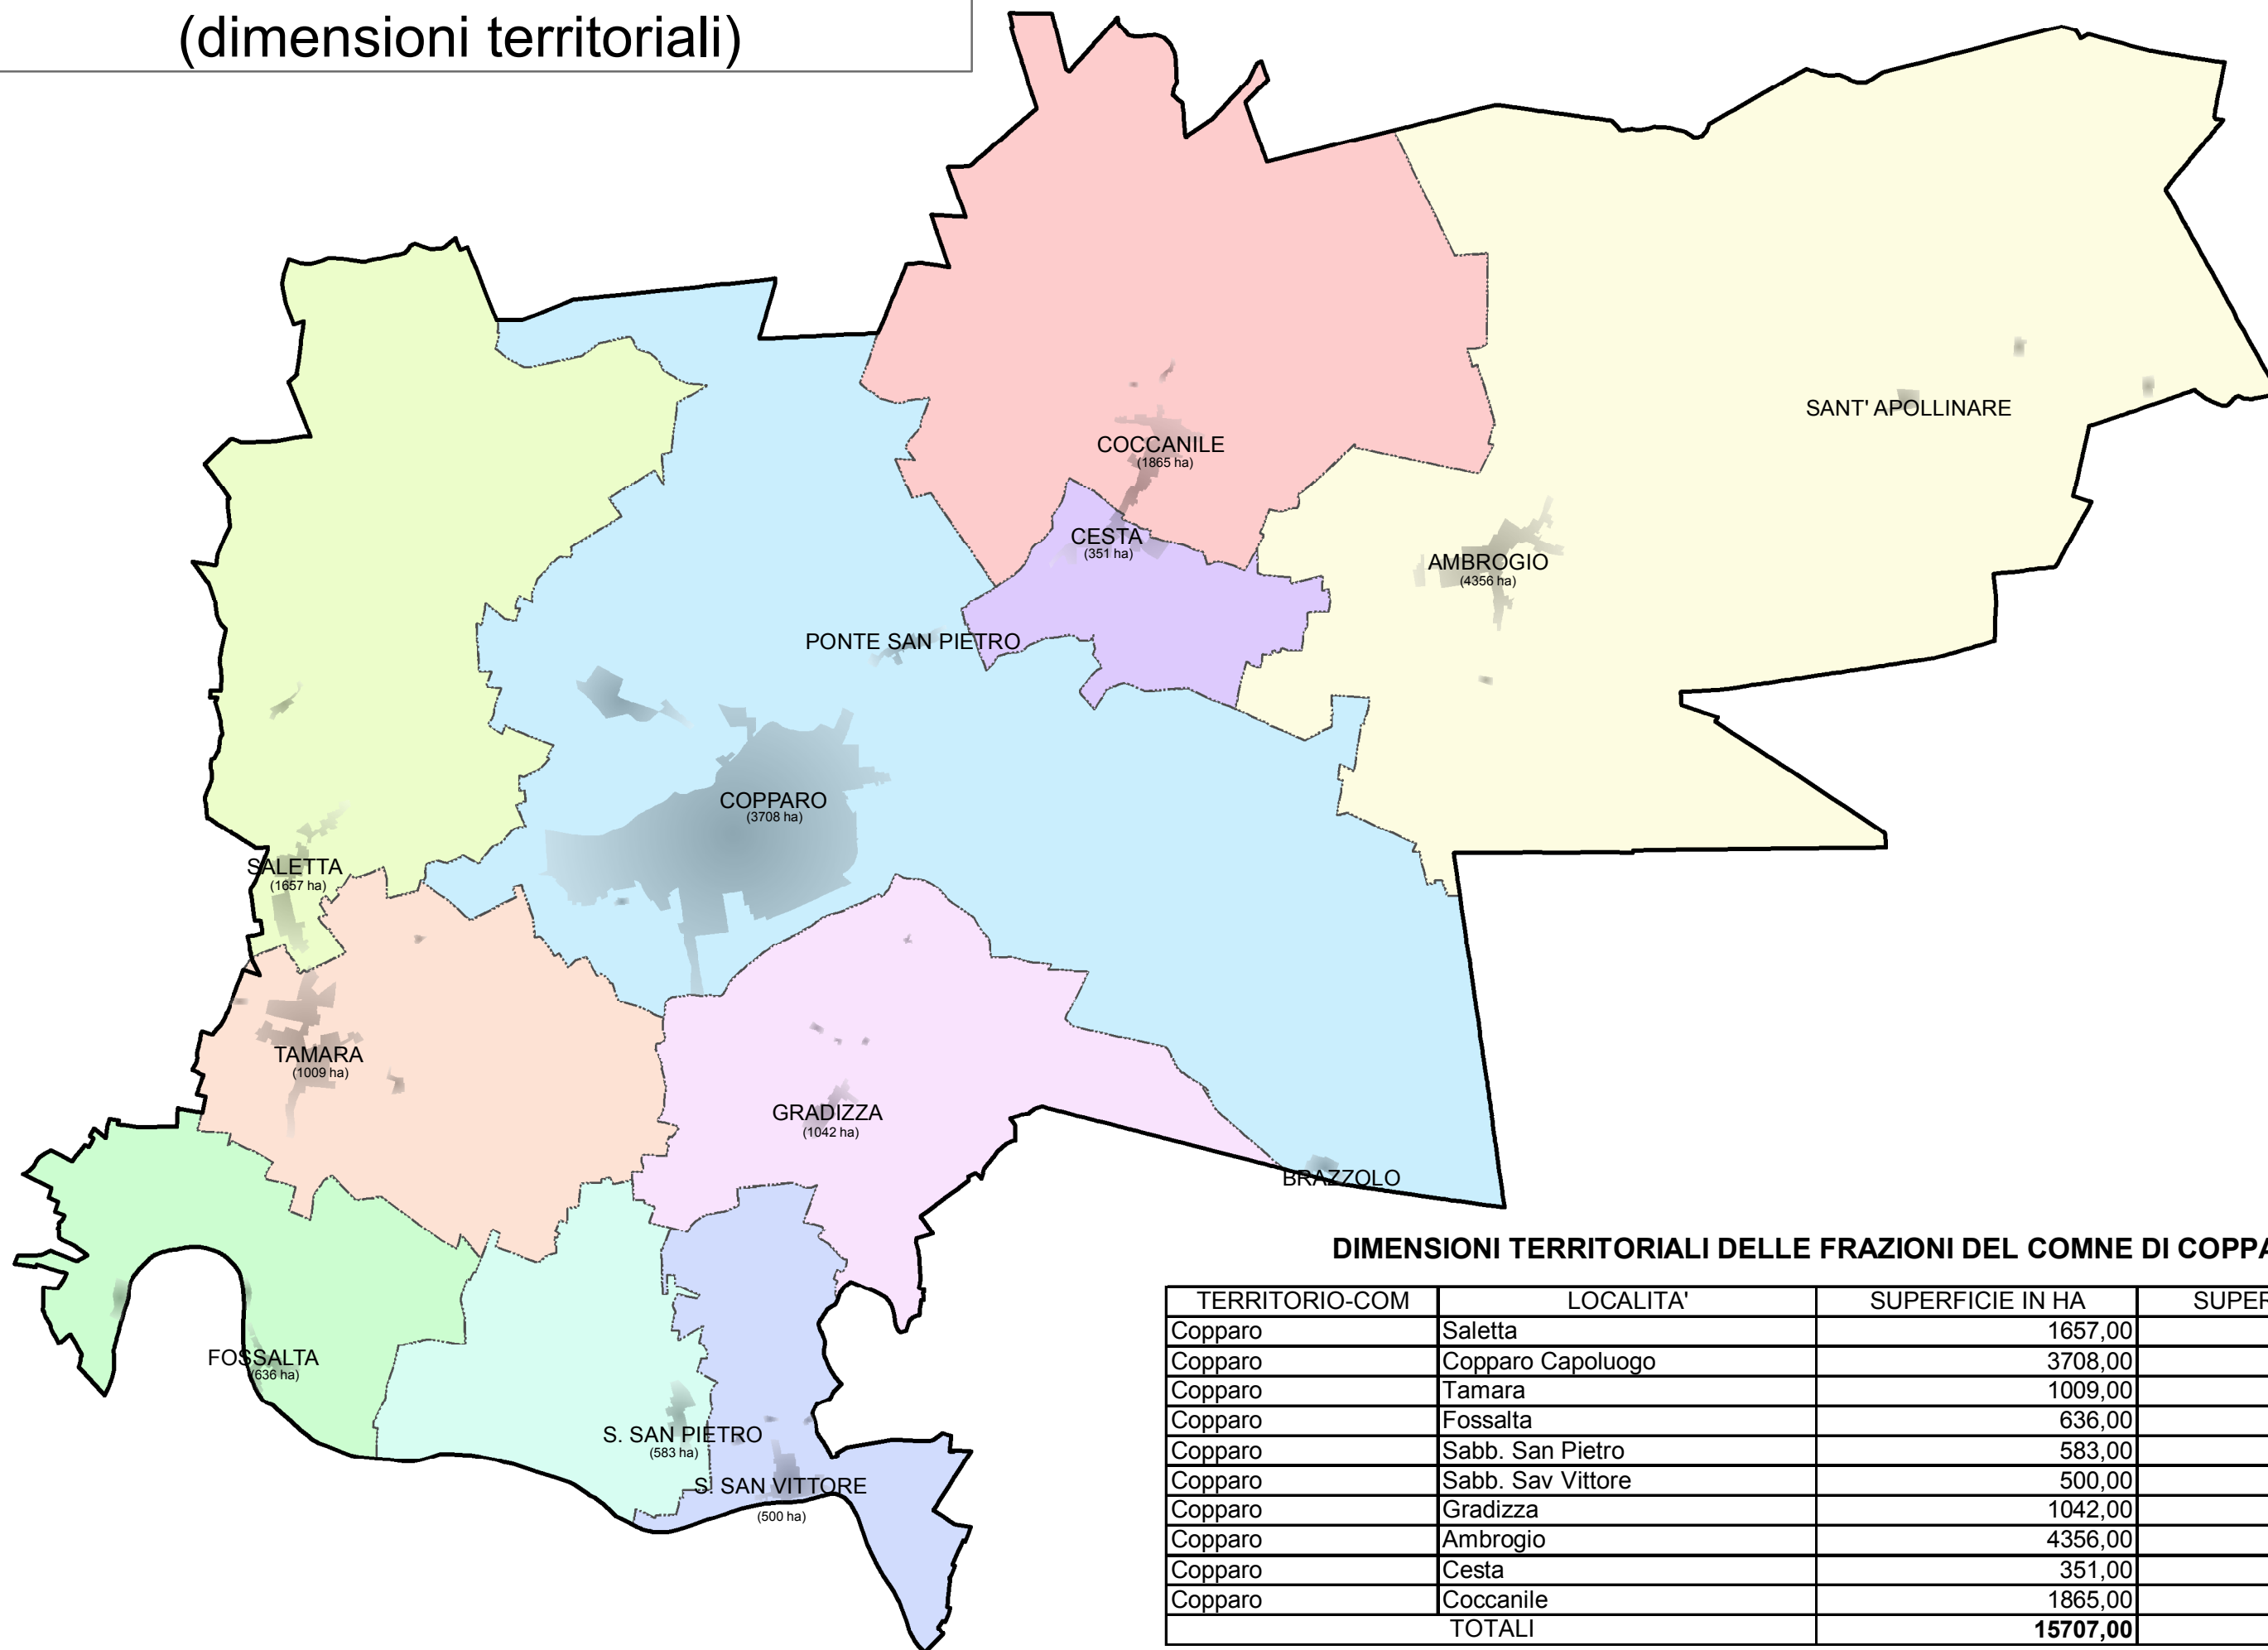 (dimensioni territoriali)
SANT' APOLLINARE
COCCANILE
(1865 ha)
CESTA
(351 ha)
AMBROGIO
(4356 ha)
PONTE SAN PIETRO
COPPARO
(3708 ha)
SALETTA
(1657 ha)
TAMARA
(1009 ha)
GRADIZZA
(1042 ha)
BRAZZOLO
FOSSALTA
(636 ha)
S. SAN PIETRO
(583 ha)
S. SAN VITTORE
(500 ha)
DIMENSIONI TERRITORIALI DELLE FRAZIONI DEL COMNE DI COPPA
TERRITORIO-COM LOCALITA' SUPERFICIE IN HA SUPER
Copparo Saletta 1657,00
Copparo Copparo Capoluogo 3708,00
Copparo Tamara 1009,00
Copparo Fossalta 636,00
Copparo Sabb. San Pietro 583,00
Copparo Sabb. Sav Vittore 500,00
Copparo Gradizza 1042,00
Copparo Ambrogio 4356,00
Copparo Cesta 351,00
Copparo Coccanile 1865,00
TOTALI 15707,00